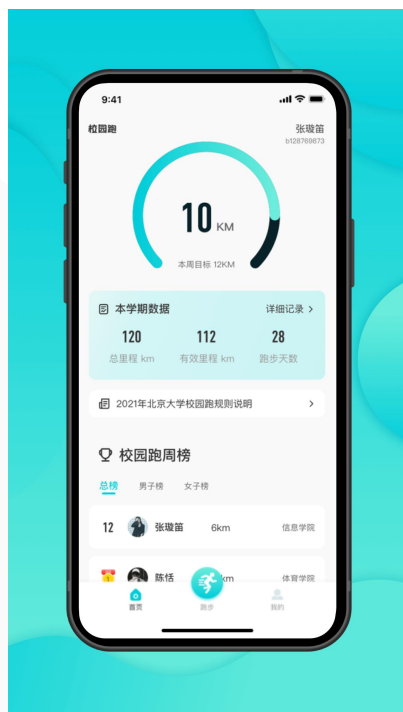 9:41
校园跑
张璇笛
b128769873
10 KM
本周目标 12KM
本学期数据
详细记录 >
120 112 28
总里程 km 有效里程 km 跑步天数
2021年北京大学校园跑规则说明 >
校园跑周榜
总榜 男子榜 女子榜
12 张璇笛 6km 信息学院
1 陈恬 km 体育学院
首页 跑步 我的